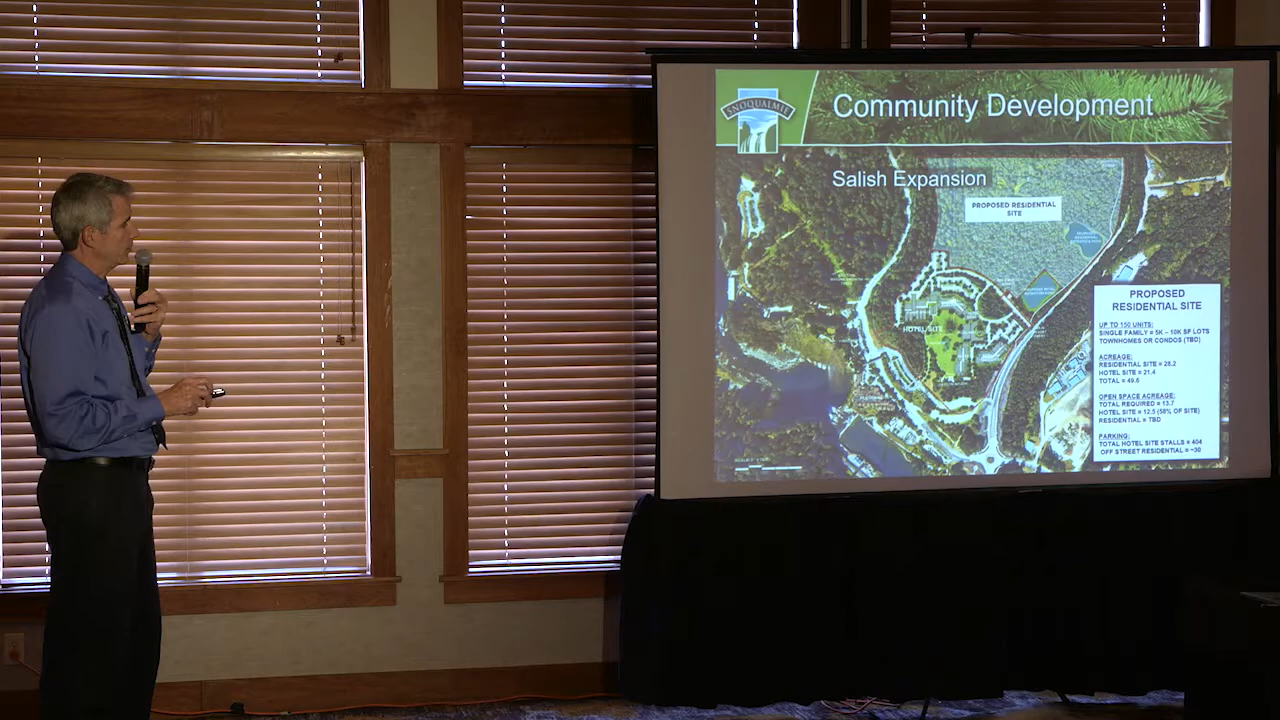 SNOQUALMIE
Community Development
Salish Expansion
PROPOSED RESIDENTIAL
SITE
HOTEL SITE
PROPOSED
RESIDENTIAL SITE
UP TO 150 UNITS:
SINGLE FAMILY = 5K – 10K SF LOTS
TOWNHOMES OR CONDOS (TBD)
ACREAGE:
RESIDENTIAL SITE = 28.2
HOTEL SITE = 21.4
TOTAL = 49.6
OPEN SPACE ACREAGE:
TOTAL REQUIRED = 13.7
HOTEL SITE = 12.5 (58% OF SITE)
RESIDENTIAL = TBD
PARKING:
TOTAL HOTEL SITE STALLS = 404
OFF STREET RESIDENTIAL = ~30